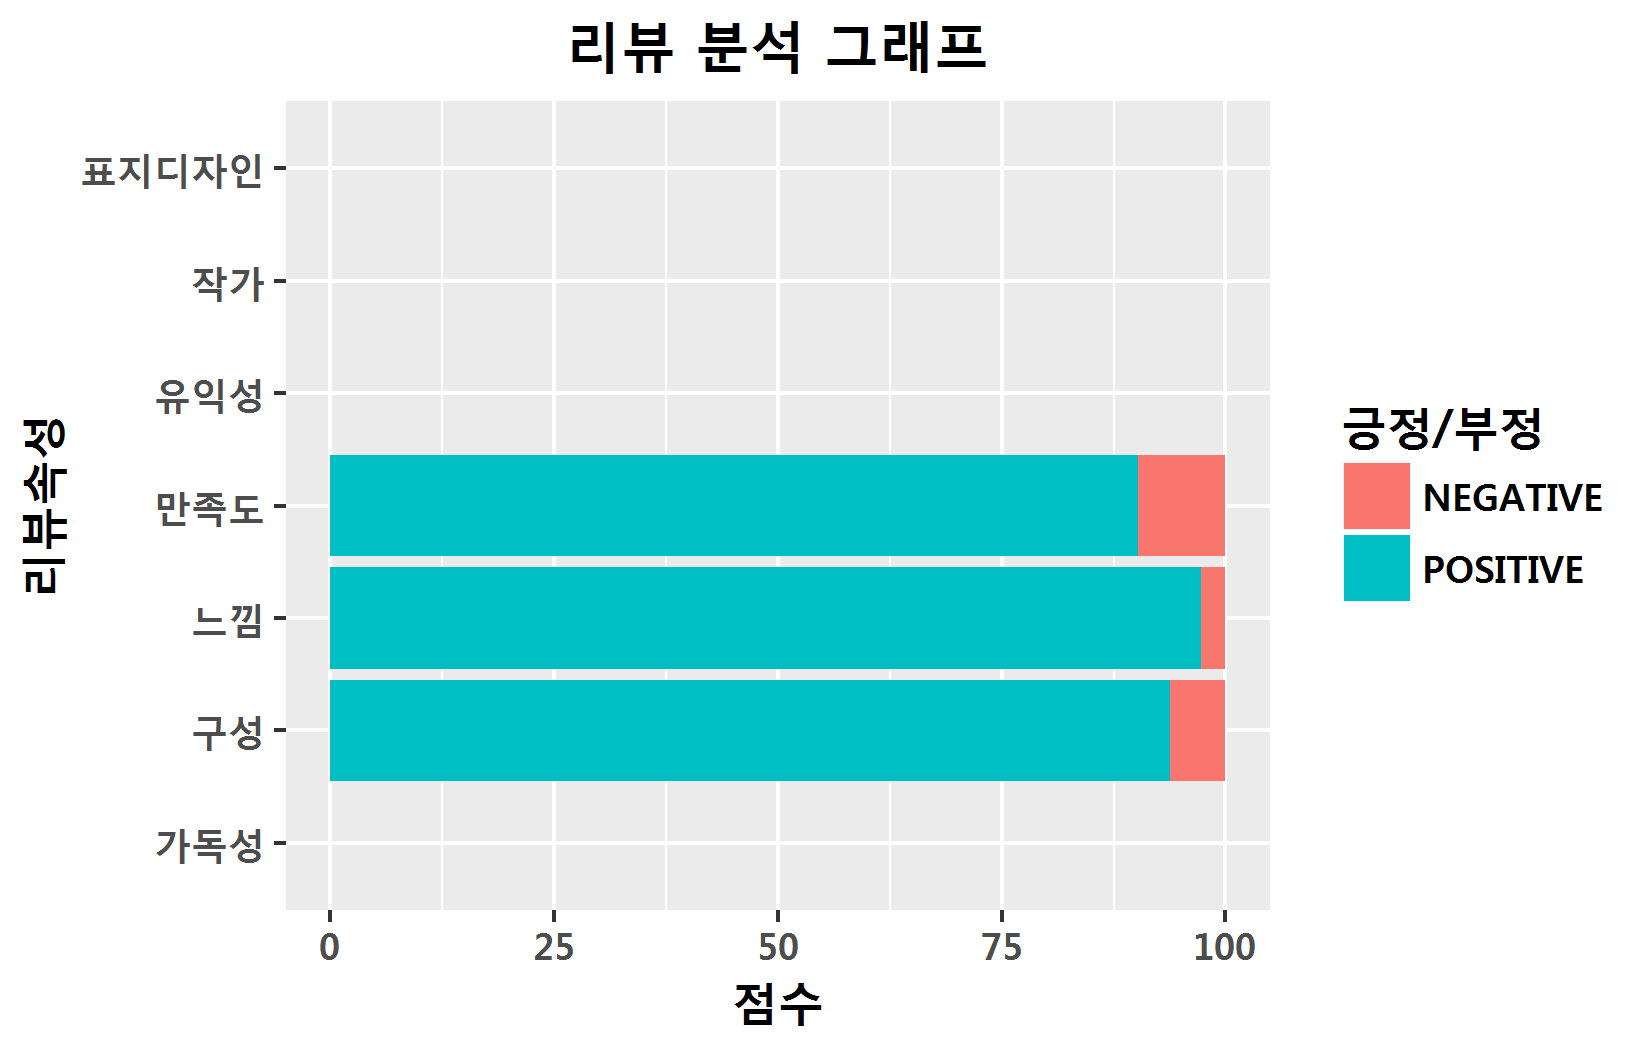 리뷰 분석 그래프
리뷰속성
표지디자인
작가
유익성
만족도
느낌
구성
가독성
0 25 50 75 100
점수
긍정/부정
NEGATIVE
POSITIVE